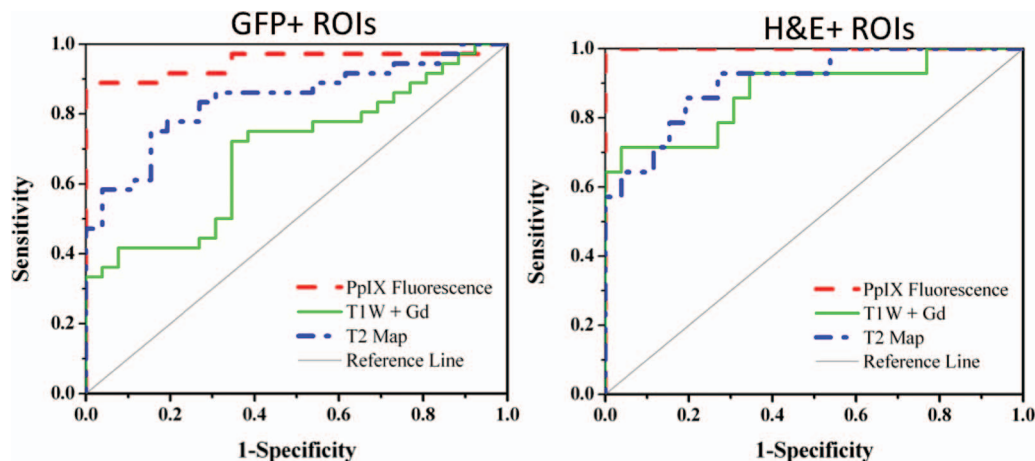 GFP+ ROIs
1.0
0.8
0.6
0.4
0.2
0.0
Sensitivity
PpIX Fluorescence
T1W + Gd
T2 Map
Reference Line
0.0 0.2 0.4 0.6 0.8 1.0
1-Specificity
H&E+ ROIs
1.0
0.8
0.6
0.4
0.2
0.0
Sensitivity
PpIX Fluorescence
T1W + Gd
T2 Map
Reference Line
0.0 0.2 0.4 0.6 0.8 1.0
1-Specificity